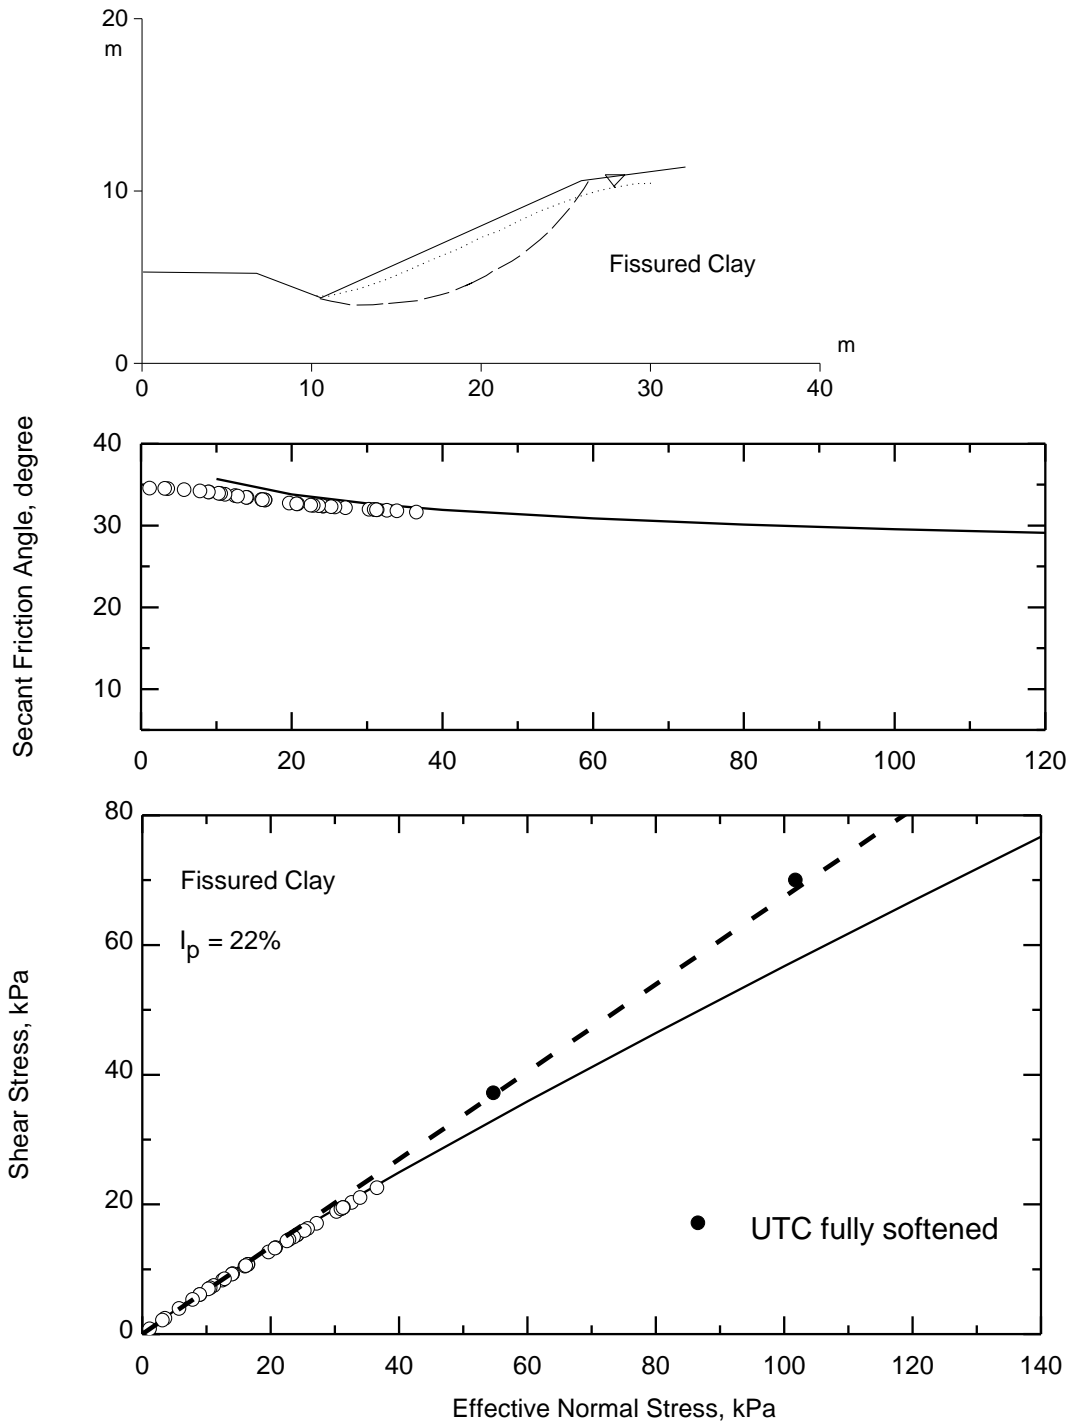 20
m
10
Fissured Clay
0
m
0 10 20 30 40
Secant Friction Angle, degree
40
30
20
10
0 20 40 60 80 100 120
Shear Stress, kPa
80
Fissured Clay
Ip = 22%
60
40
20
UTC fully softened
0
0 20 40 60 80 100 120 140
Effective Normal Stress, kPa